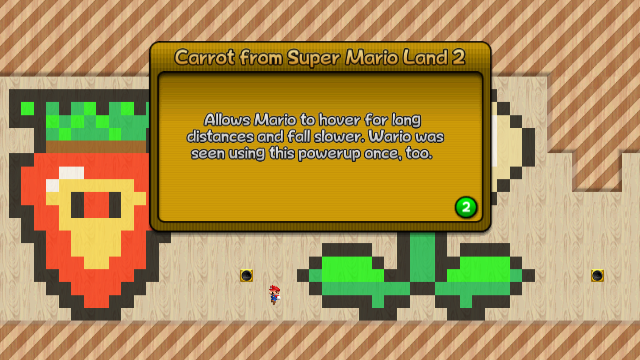 Carrot from Super Mario Land 2
Allows Mario to hover for long
distances and fall slower. Wario was
seen using this powerup once, too.
2